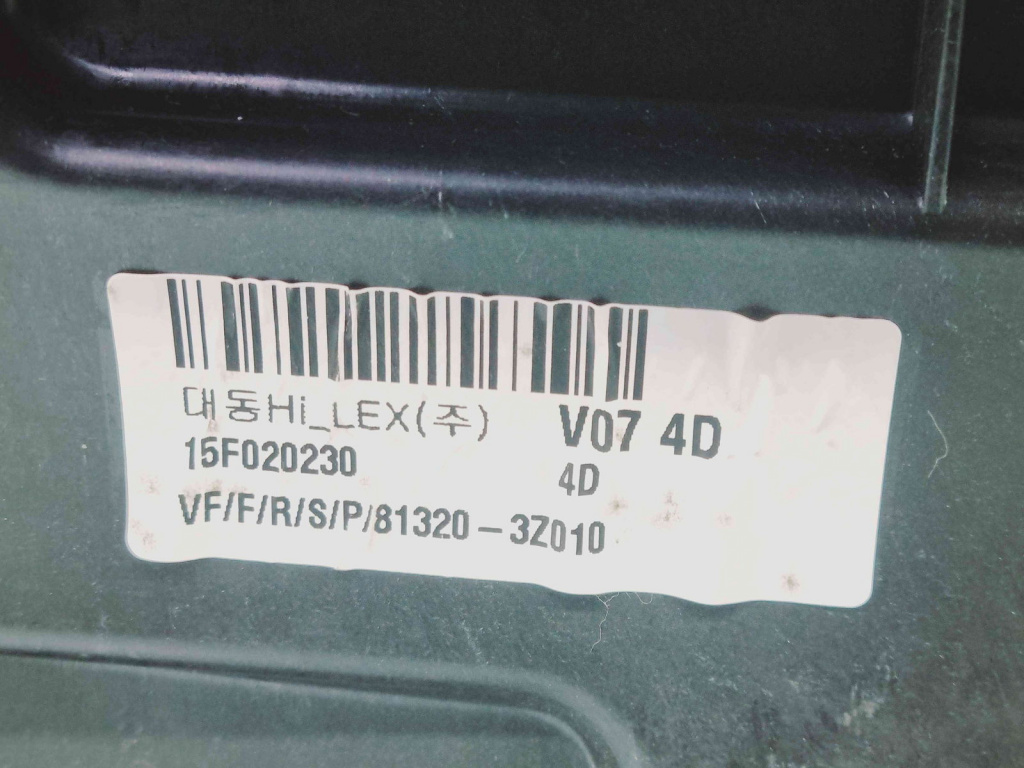 대동Hi_LEX(주) V07 4D
15F020230 4D
VF/F/R/S/P/81320-3Z010